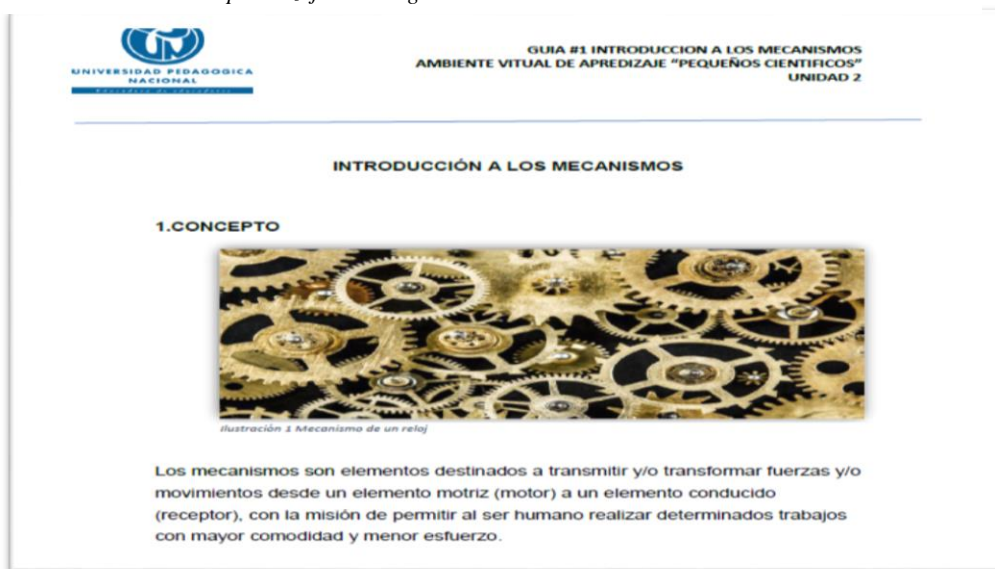 UNIVERSIDAD PEDAGOGICA
NACIONAL
Educadora de educadores
GUIA #1 INTRODUCCION A LOS MECANISMOS
AMBIENTE VITUAL DE APREDIZAJE “PEQUEÑOS CIENTIFICOS”
UNIDAD 2
INTRODUCCIÓN A LOS MECANISMOS
1.CONCEPTO
Ilustración 1 Mecanismo de un reloj
Los mecanismos son elementos destinados a transmitir y/o transformar fuerzas y/o
movimientos desde un elemento motriz (motor) a un elemento conducido
(receptor), con la misión de permitir al ser humano realizar determinados trabajos
con mayor comodidad y menor esfuerzo.